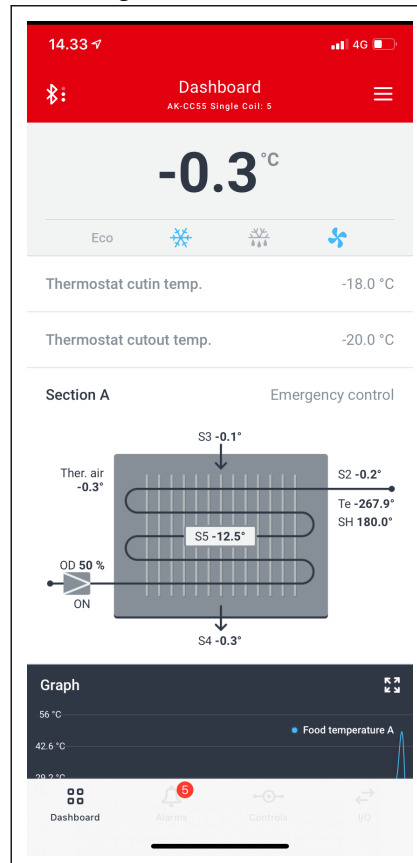 14.33
4G
Dashboard
AK-CC55 Single Coil: 5
-0.3 °C
Eco
Thermostat cutin temp. -18.0 °C
Thermostat cutout temp. -20.0 °C
Section A Emergency control
S3 -0.1°
Ther. air
-0.3°
S2 -0.2°
Te -267.9°
SH 180.0°
S5 -12.5°
OD 50 %
ON
S4 -0.3°
Graph
56 °C
Food temperature A
42.6 °C
29.2 °C
5
Dashboard Alarms Controls I/O